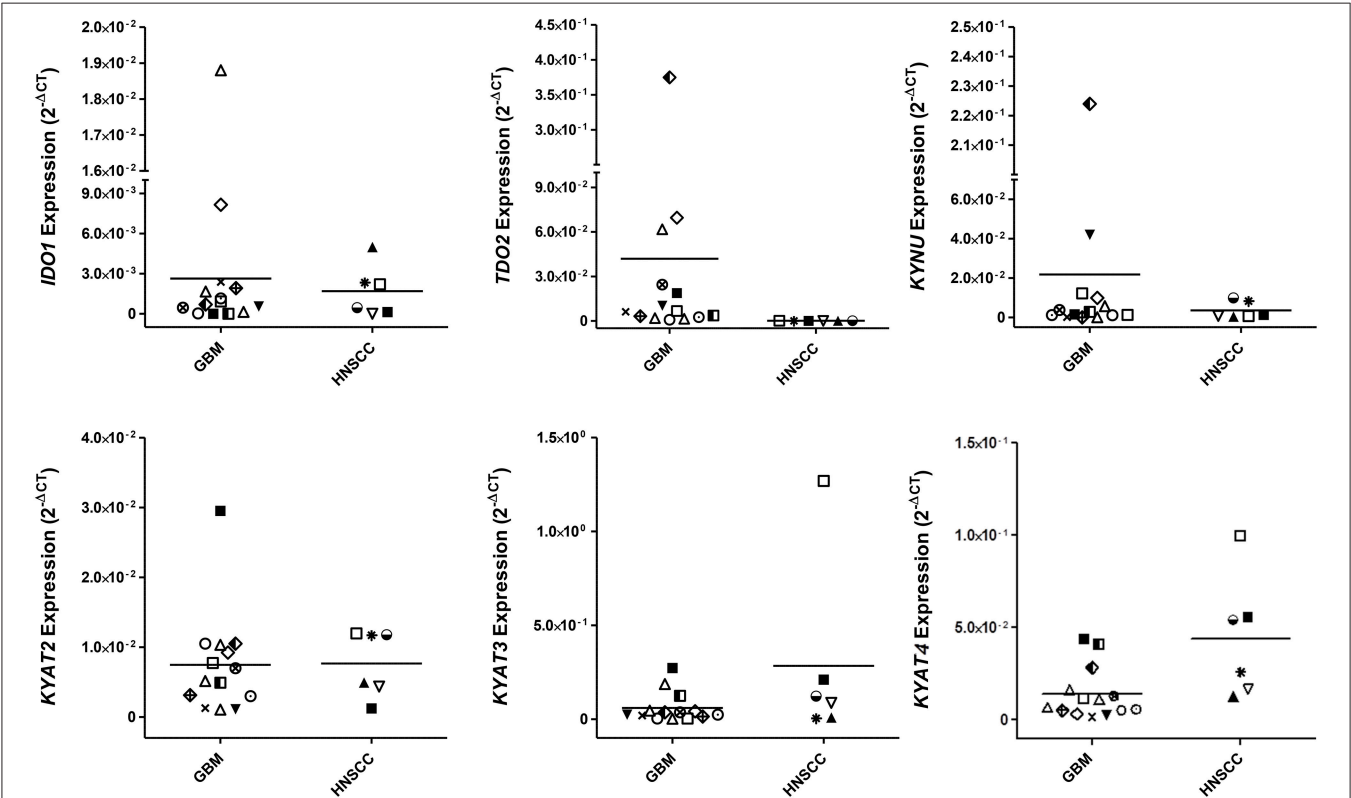 IDO1 Expression (2^-ΔCT)
2.0×10^-2
1.9×10^-2
1.8×10^-2
1.7×10^-2
1.6×10^-2
9.0×10^-3
6.0×10^-3
3.0×10^-3
0
GBM
HNSCC
TDO2 Expression (2^-ΔCT)
4.5×10^-1
4.0×10^-1
3.5×10^-1
3.0×10^-1
9.0×10^-2
6.0×10^-2
3.0×10^-2
0
GBM
HNSCC
KYNU Expression (2^-ΔCT)
2.5×10^-1
2.4×10^-1
2.3×10^-1
2.2×10^-1
2.1×10^-1
6.0×10^-2
4.0×10^-2
2.0×10^-2
0
GBM
HNSCC
KYAT2 Expression (2^-ΔCT)
4.0×10^-2
3.0×10^-2
2.0×10^-2
1.0×10^-2
0
GBM
HNSCC
KYAT3 Expression (2^-ΔCT)
1.5×10^0
1.0×10^0
5.0×10^-1
0
GBM
HNSCC
KYAT4 Expression (2^-ΔCT)
1.5×10^-1
1.0×10^-1
5.0×10^-2
0
GBM
HNSCC